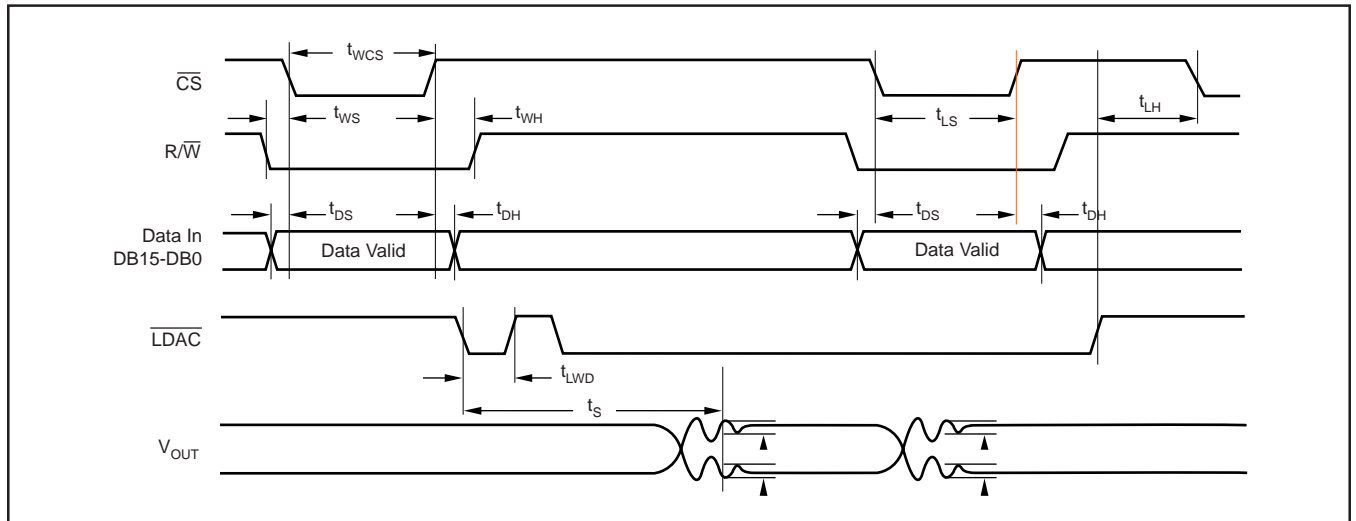 tWCS
CS
tWS
tWH
tLS
tLH
R/W
tDS
tDH
tDS
tDH
Data In
DB15-DB0
Data Valid
Data Valid
LDAC
tLWD
tS
VOUT